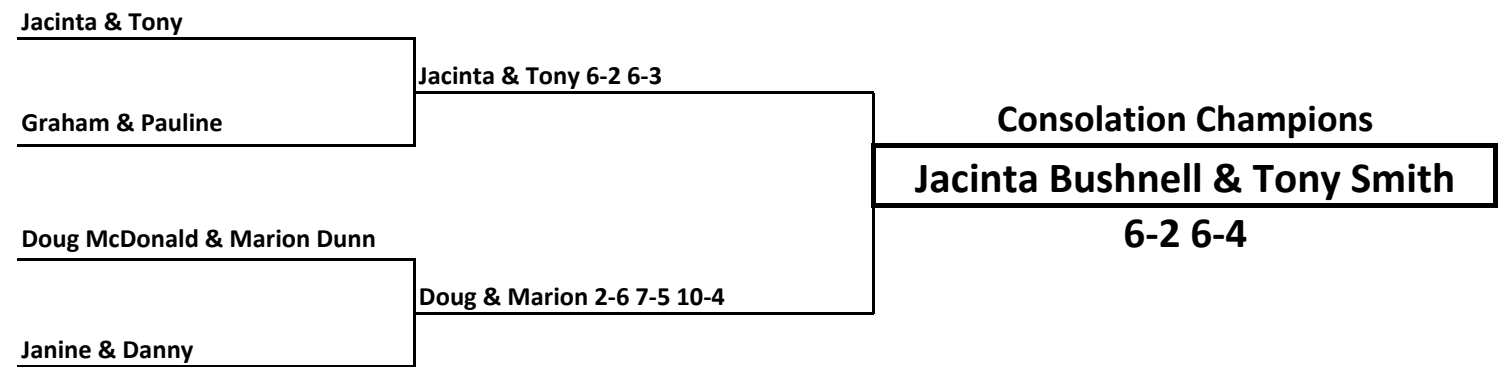 Jacinta & Tony
Jacinta & Tony 6-2 6-3
Graham & Pauline
Consolation Champions
Jacinta Bushnell & Tony Smith
6-2 6-4
Doug McDonald & Marion Dunn
Doug & Marion 2-6 7-5 10-4
Janine & Danny